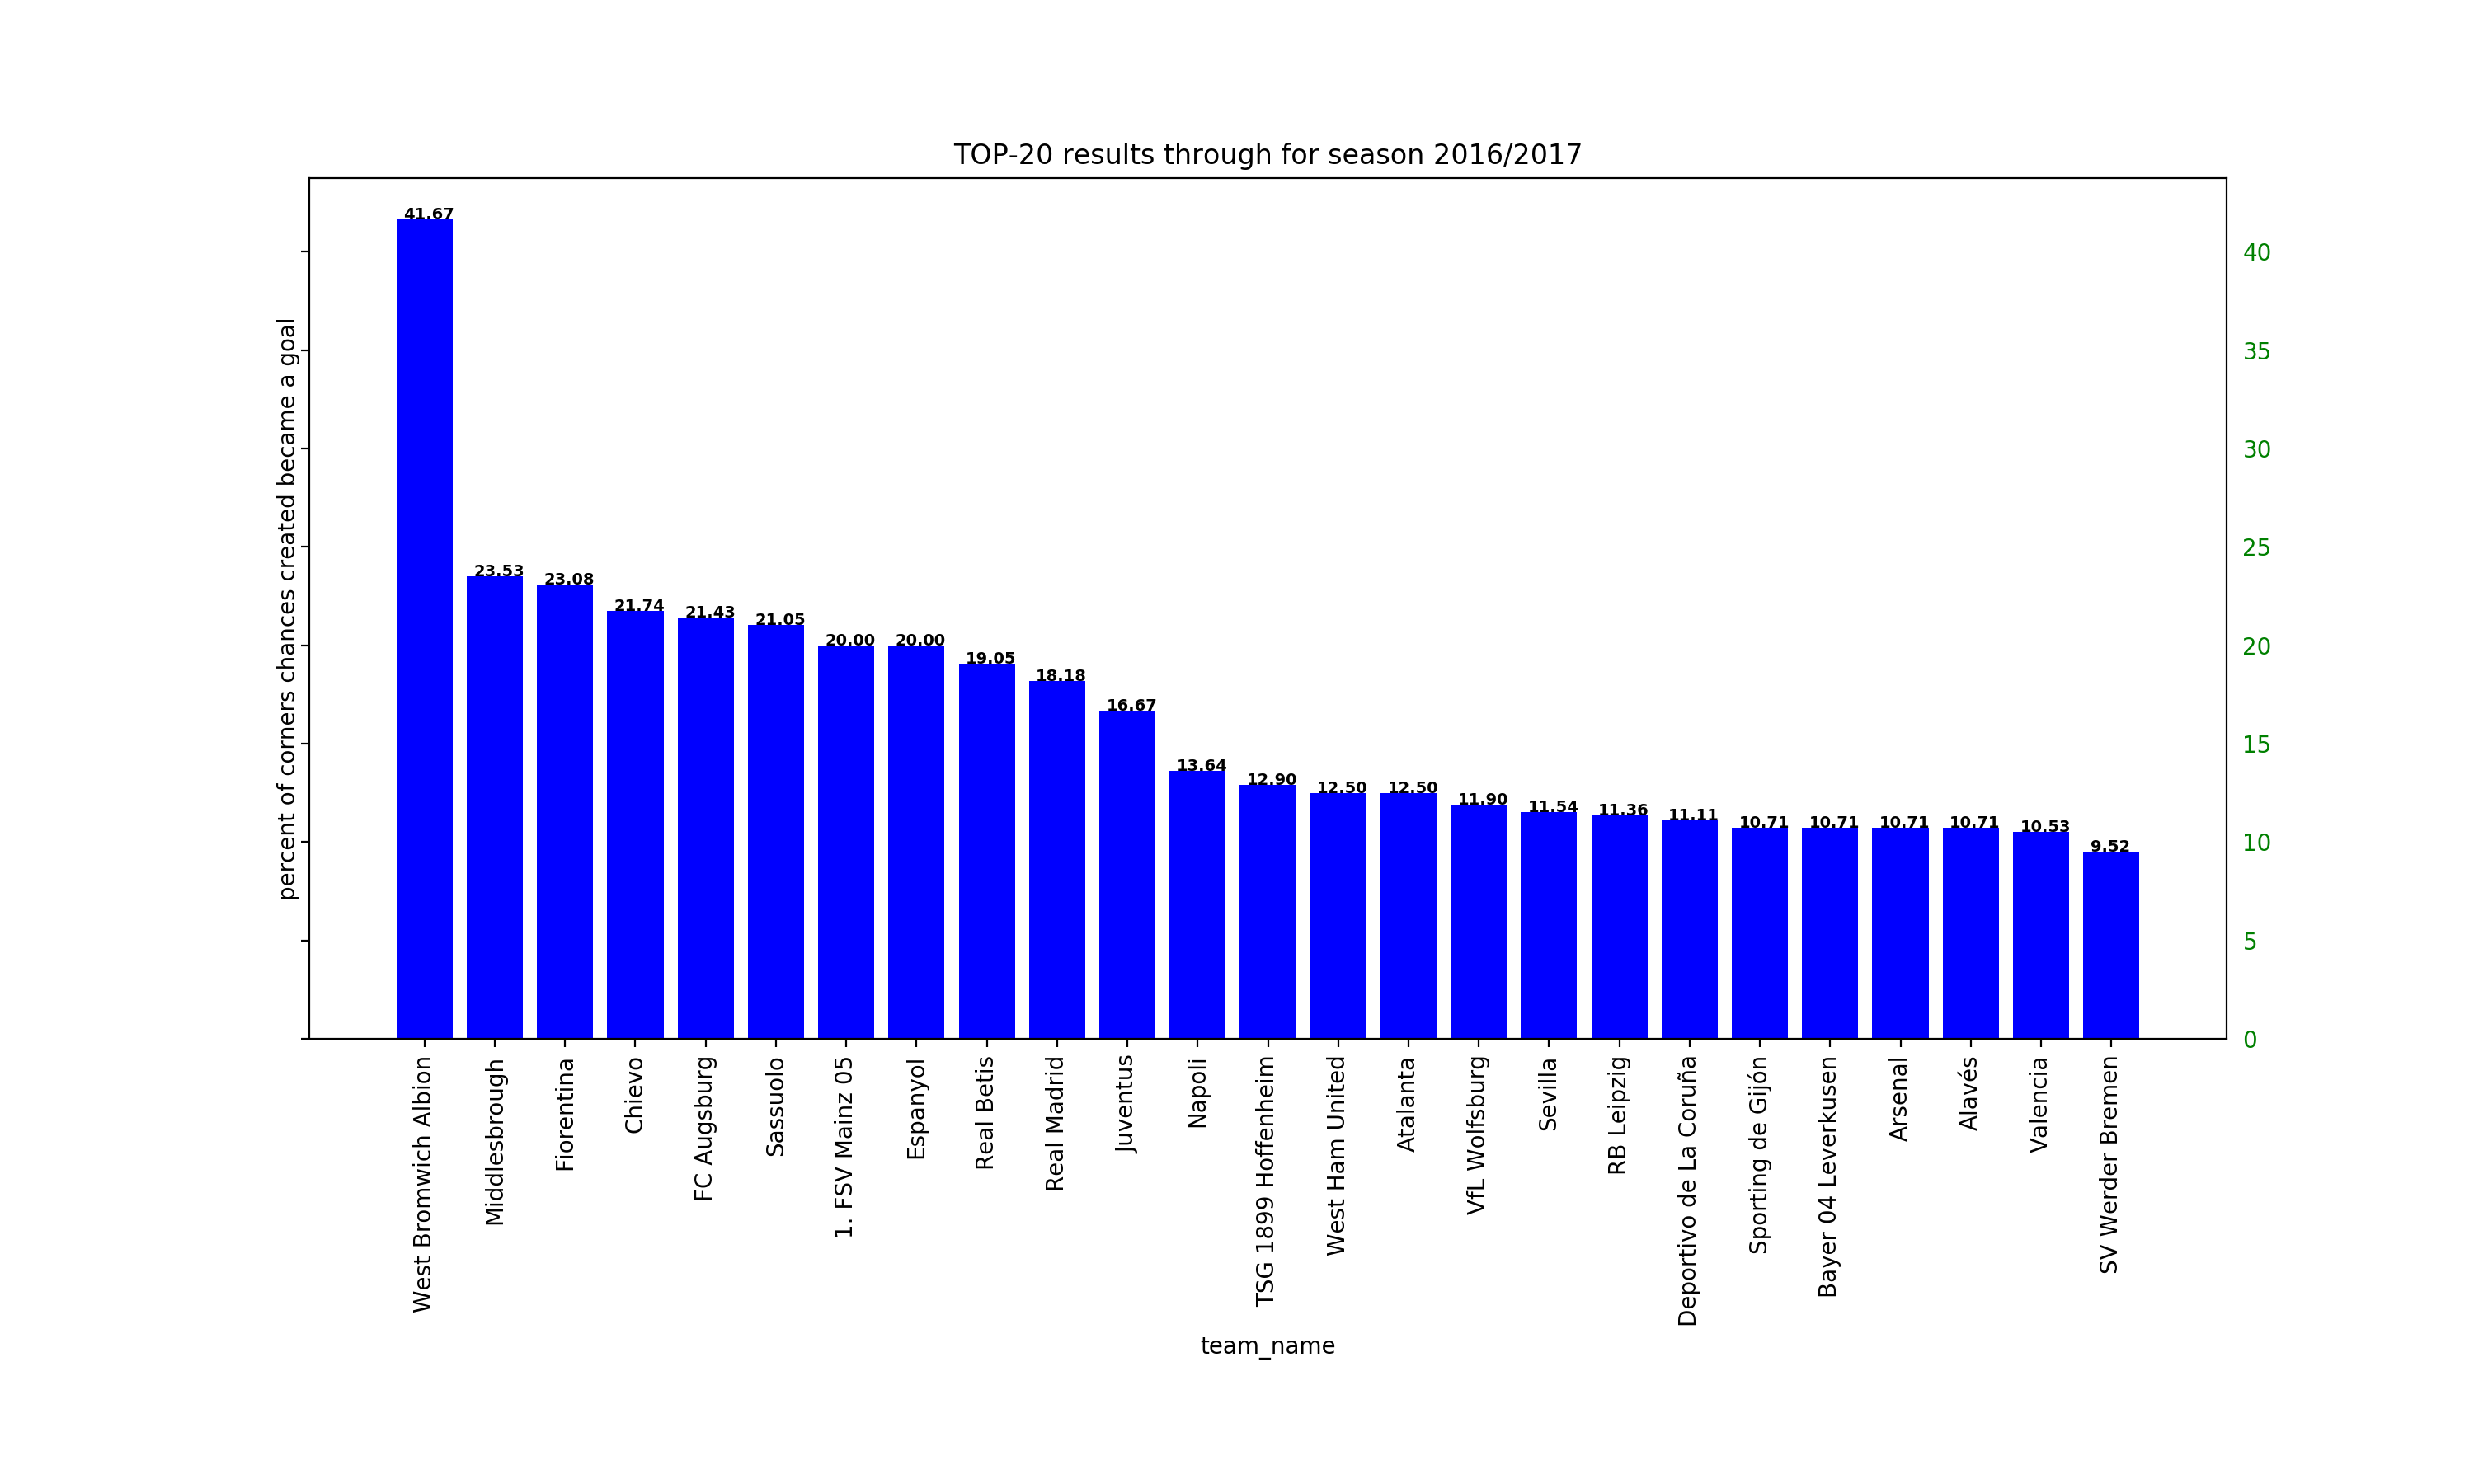 TOP-20 results through for season 2016/2017
percent of corners chances created became a goal
41.67
23.53
23.08
21.74
21.43
21.05
20.00
20.00
19.05
18.18
16.67
13.64
12.90
12.50
12.50
11.90
11.54
11.36
11.11
10.71
10.71
10.71
10.71
10.53
9.52
40
35
30
25
20
15
10
5
0
West Bromwich Albion
Middlesbrough
Fiorentina
Chievo
FC Augsburg
Sassuolo
1. FSV Mainz 05
Espanyol
Real Betis
Real Madrid
Juventus
Napoli
TSG 1899 Hoffenheim
West Ham United
Atalanta
VfL Wolfsburg
Sevilla
RB Leipzig
Deportivo de La Coruña
Sporting de Gijón
Bayer 04 Leverkusen
Arsenal
Alavés
Valencia
SV Werder Bremen
team_name